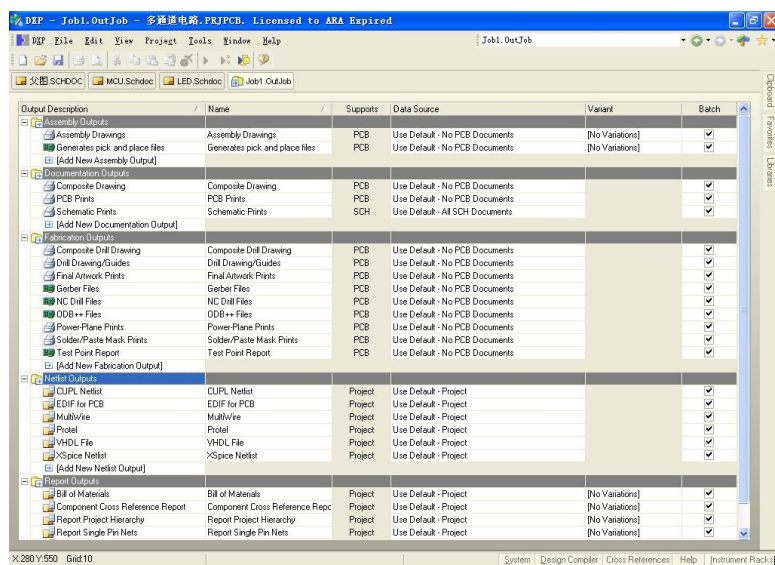 DXP - Job1.OutJob - 多通道电路.PRJPCB. Licensed to ARA Expired
DXP File Edit View Project Tools Window Help Job1.OutJob
父图.SCHDOC MCU.Schdoc LED.Schdoc Job1.OutJob
Output Description / Name / Supports Data Source Variant Batch
Assembly Outputs
Assembly Drawings Assembly Drawings PCB Use Default - No PCB Documents [No Variations]
Generates pick and place files Generates pick and place files PCB Use Default - No PCB Documents [No Variations]
[Add New Assembly Output]
Documentation Outputs
Composite Drawing Composite Drawing PCB Use Default - No PCB Documents
PCB Prints PCB Prints PCB Use Default - No PCB Documents
Schematic Prints Schematic Prints SCH Use Default - All SCH Documents
[Add New Documentation Output]
Fabrication Outputs
Composite Drill Drawing Composite Drill Drawing PCB Use Default - No PCB Documents
Drill Drawing/Guides Drill Drawing/Guides PCB Use Default - No PCB Documents
Final Artwork Prints Final Artwork Prints PCB Use Default - No PCB Documents
Gerber Files Gerber Files PCB Use Default - No PCB Documents
NC Drill Files NC Drill Files PCB Use Default - No PCB Documents
ODB++ Files ODB++ Files PCB Use Default - No PCB Documents
Power-Plane Prints Power-Plane Prints PCB Use Default - No PCB Documents
Solder/Paste Mask Prints Solder/Paste Mask Prints PCB Use Default - No PCB Documents
Test Point Report Test Point Report PCB Use Default - No PCB Documents
[Add New Fabrication Output]
Netlist Outputs
CUPL Netlist CUPL Netlist Project Use Default - Project
EDIF for PCB EDIF for PCB Project Use Default - Project
MultiWire MultiWire Project Use Default - Project
Protel Protel Project Use Default - Project
VHDL File VHDL File Project Use Default - Project
XSpice Netlist XSpice Netlist Project Use Default - Project
[Add New Netlist Output]
Report Outputs
Bill of Materials Bill of Materials Project Use Default - Project [No Variations]
Component Cross Reference Report Component Cross Reference Repc Project Use Default - Project [No Variations]
Report Project Hierarchy Report Project Hierarchy Project Use Default - Project [No Variations]
Report Single Pin Nets Report Single Pin Nets Project Use Default - Project [No Variations]
X:280 Y:550 Grid:10 System Design Compiler Cross References Help Instrument Racks
Clipboard
Favorites
Libraries